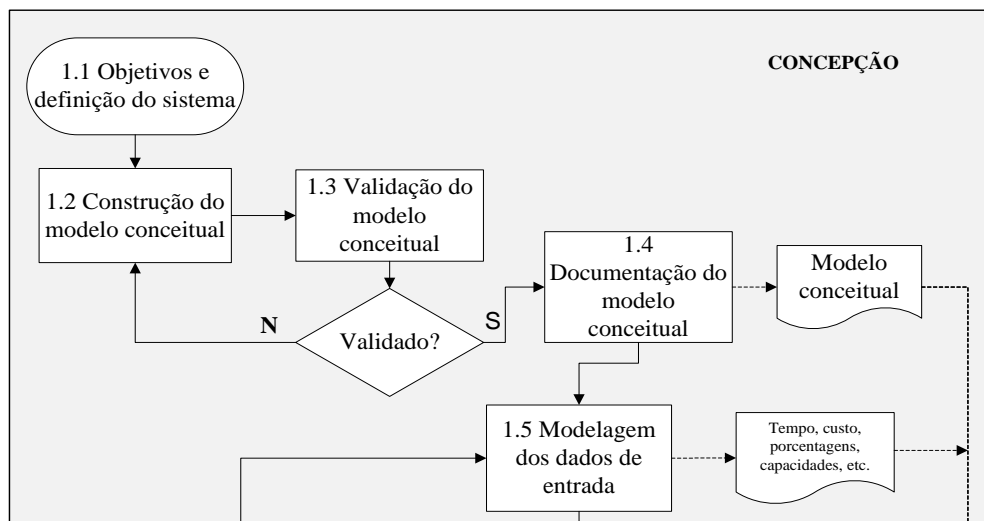 CONCEPÇÃO
1.1 Objetivos e
definição do sistema
1.2 Construção do
modelo conceitual
1.3 Validação do
modelo
conceitual
Validado?
N
S
1.4
Documentação do
modelo
conceitual
Modelo
conceitual
1.5 Modelagem
dos dados de
entrada
Tempo, custo,
porcentagens,
capacidades, etc.